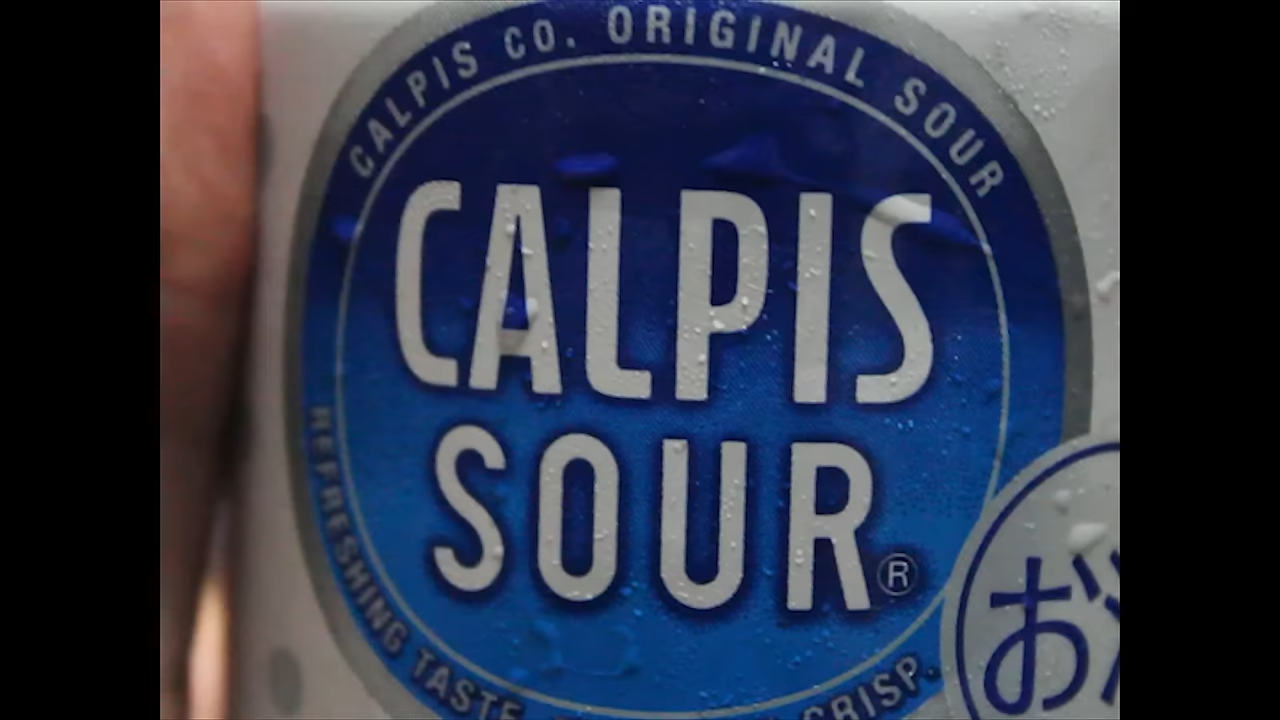 CALPIS CO. ORIGINAL SOUR
CALPIS
SOUR®
REFRESHING TASTE
CRISP.
お